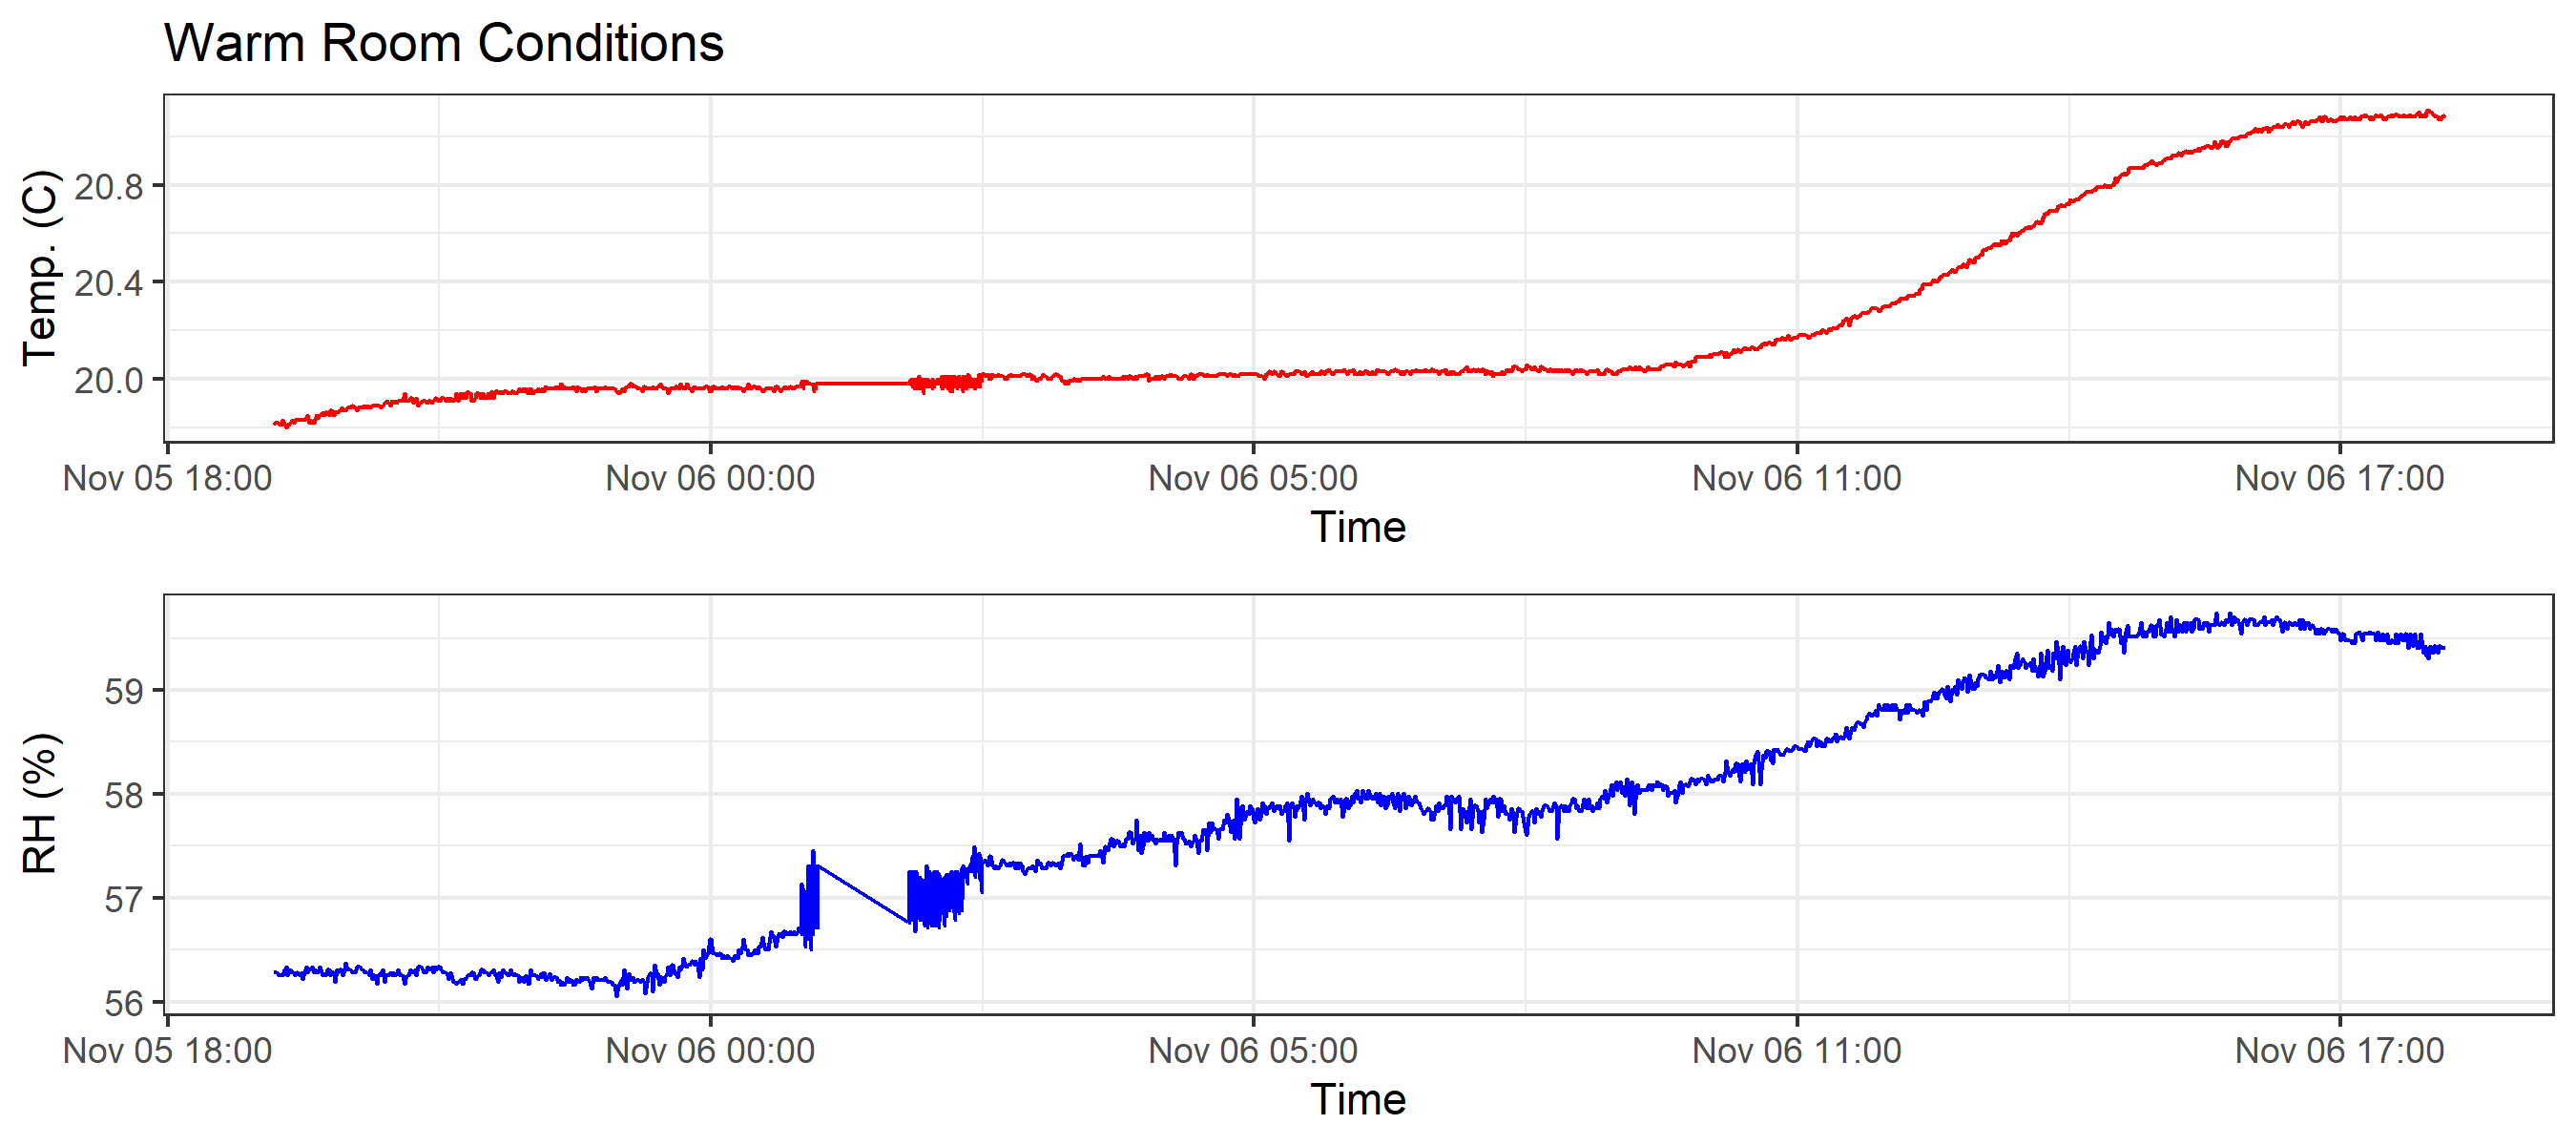 Warm Room Conditions
Temp. (C)
20.8
20.4
20.0
Nov 05 18:00 Nov 06 00:00 Nov 06 05:00 Nov 06 11:00 Nov 06 17:00
Time
RH (%)
59
58
57
56
Nov 05 18:00 Nov 06 00:00 Nov 06 05:00 Nov 06 11:00 Nov 06 17:00
Time